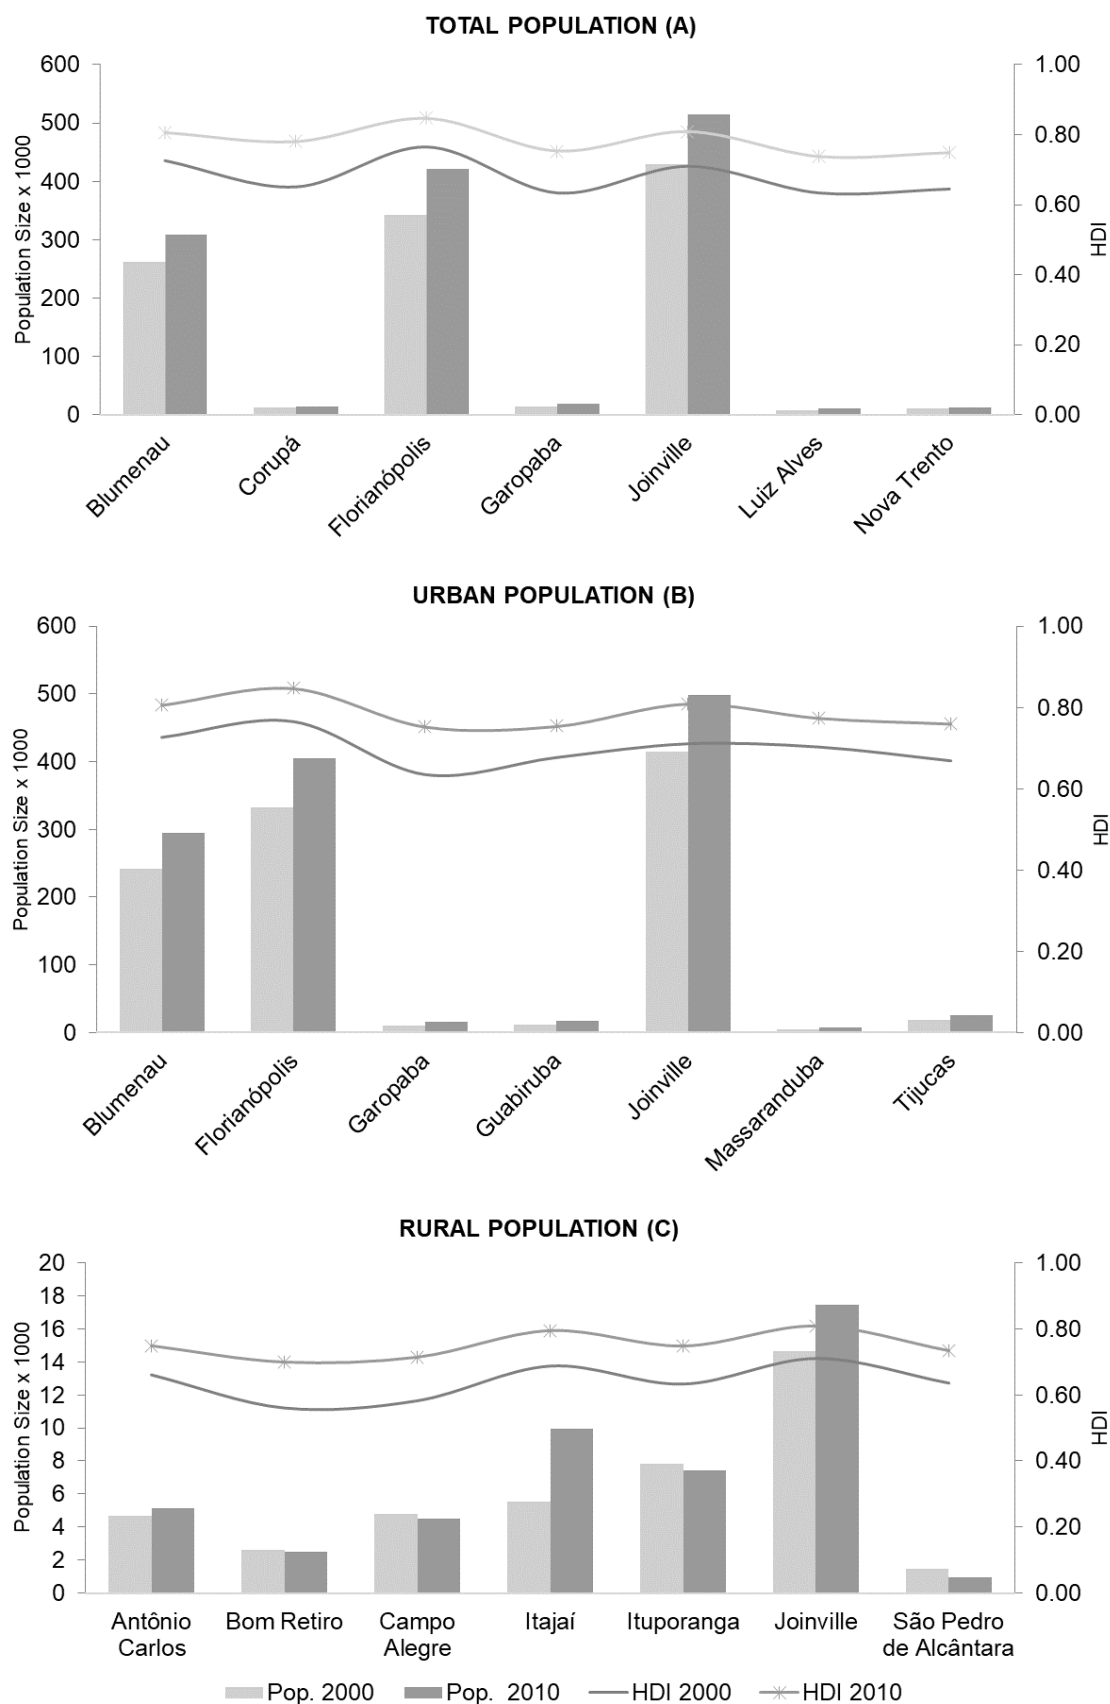 TOTAL POPULATION (A)
600
500
400
300
200
100
0
Population Size x 1000
1.00
0.80
0.60
0.40
0.20
0.00
HDI
Blumenau
Corupá
Florianópolis
Garopaba
Joinville
Luiz Alves
Nova Trento
URBAN POPULATION (B)
600
500
400
300
200
100
0
Population Size x 1000
1.00
0.80
0.60
0.40
0.20
0.00
HDI
Blumenau
Florianópolis
Garopaba
Guabiruba
Joinville
Massaranduba
Tijucas
RURAL POPULATION (C)
20
18
16
14
12
10
8
6
4
2
0
Population Size x 1000
1.00
0.80
0.60
0.40
0.20
0.00
HDI
Antônio
Carlos
Bom Retiro
Campo
Alegre
Itajaí
Ituporanga
Joinville
São Pedro
de Alcântara
Pop. 2000
Pop. 2010
HDI 2000
HDI 2010